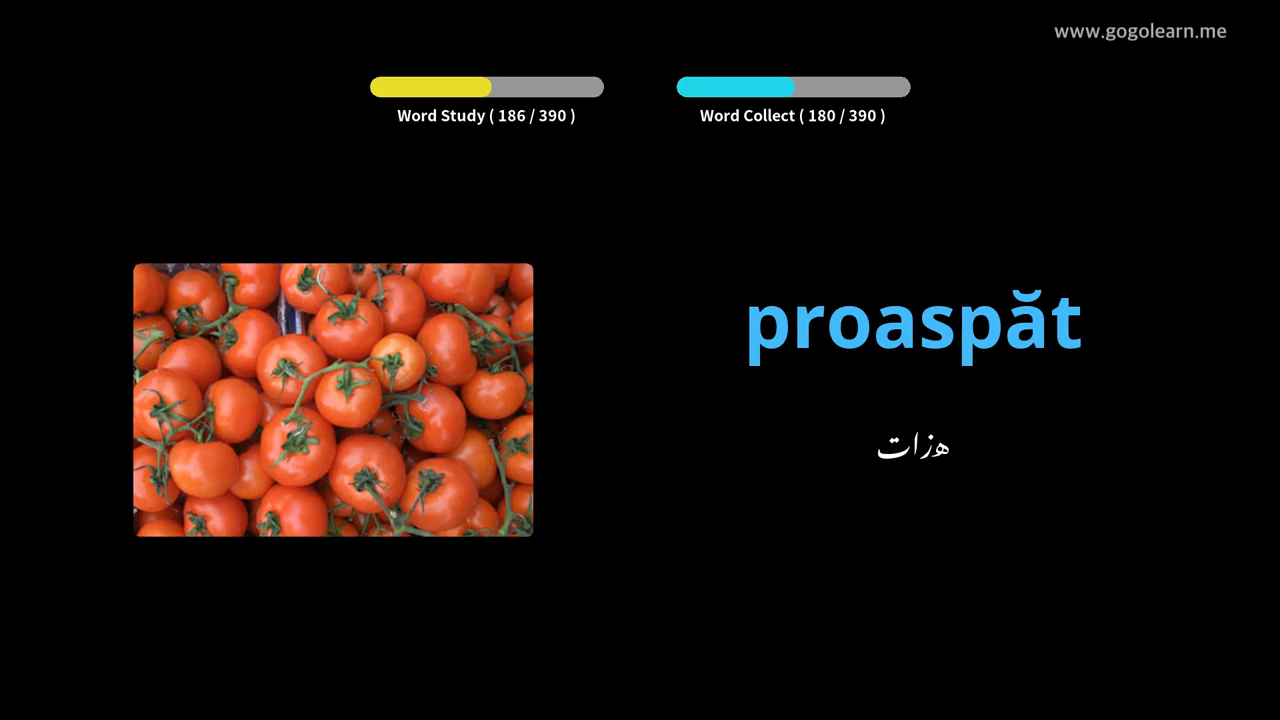 www.gogolearn.me
Word Study ( 186 / 390 )
Word Collect ( 180 / 390 )
proaspăt
هزات